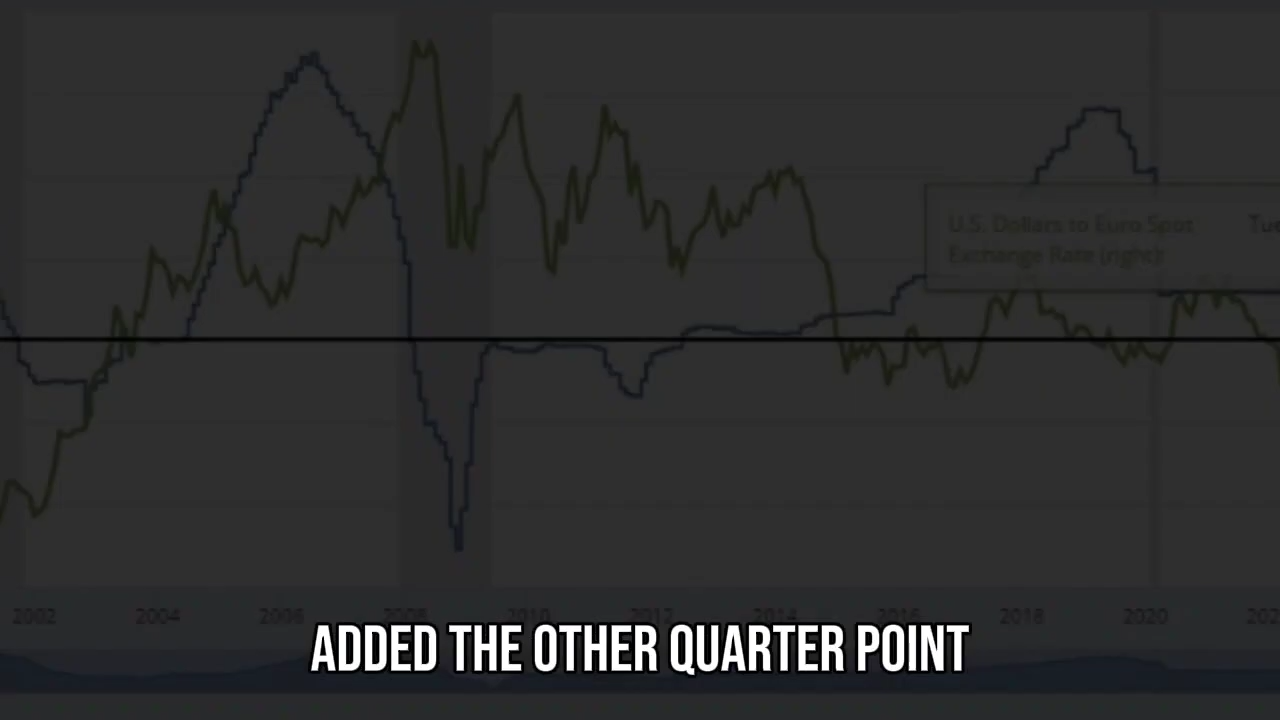 U.S. Dollars to Euro Spot
Exchange Rate (right):
2002 2004 2006 2008 2010 2012 2014 2016 2018 2020
ADDED THE OTHER QUARTER POINT